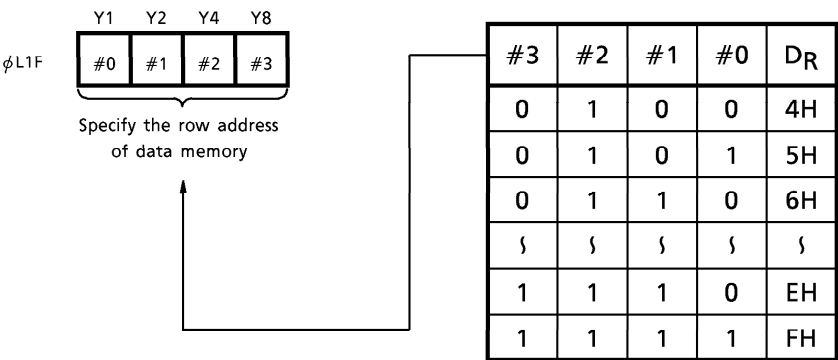 Y1 Y2 Y4 Y8
φL1F #0 #1 #2 #3
Specify the row address
of data memory
#3 #2 #1 #0 DR
0 1 0 0 4H
0 1 0 1 5H
0 1 1 0 6H
⌇ ⌇ ⌇ ⌇ ⌇
1 1 1 0 EH
1 1 1 1 FH